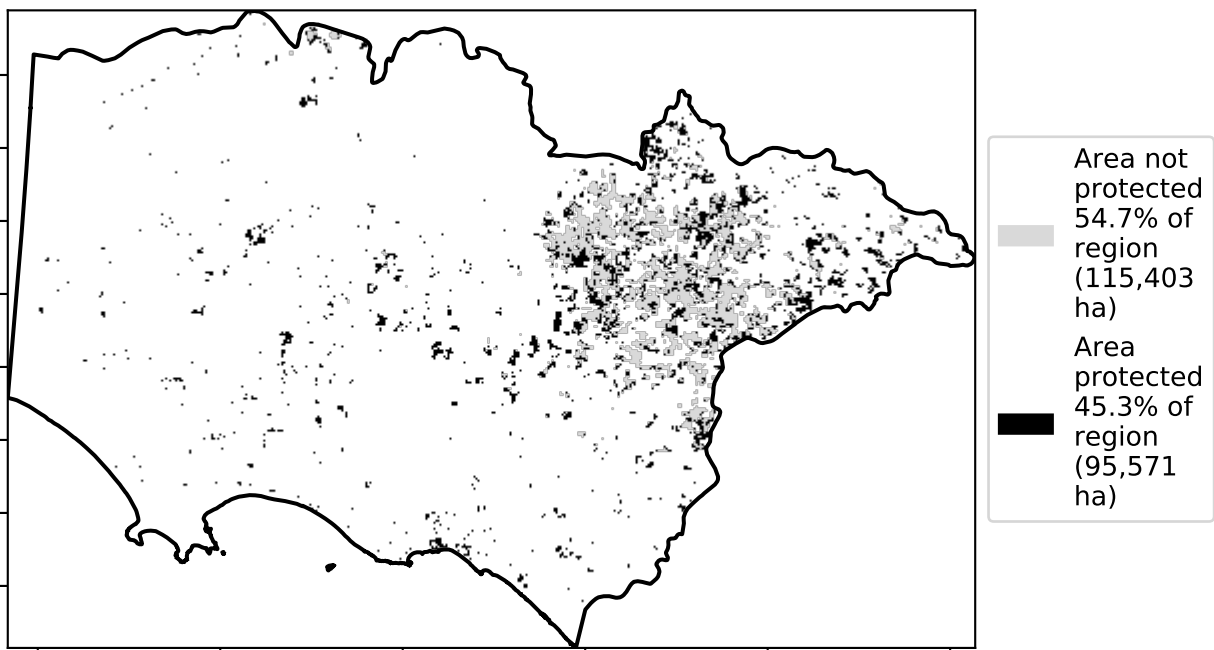 Area not
protected
54.7% of
region
(115,403
ha)
Area
protected
45.3% of
region
(95,571
ha)